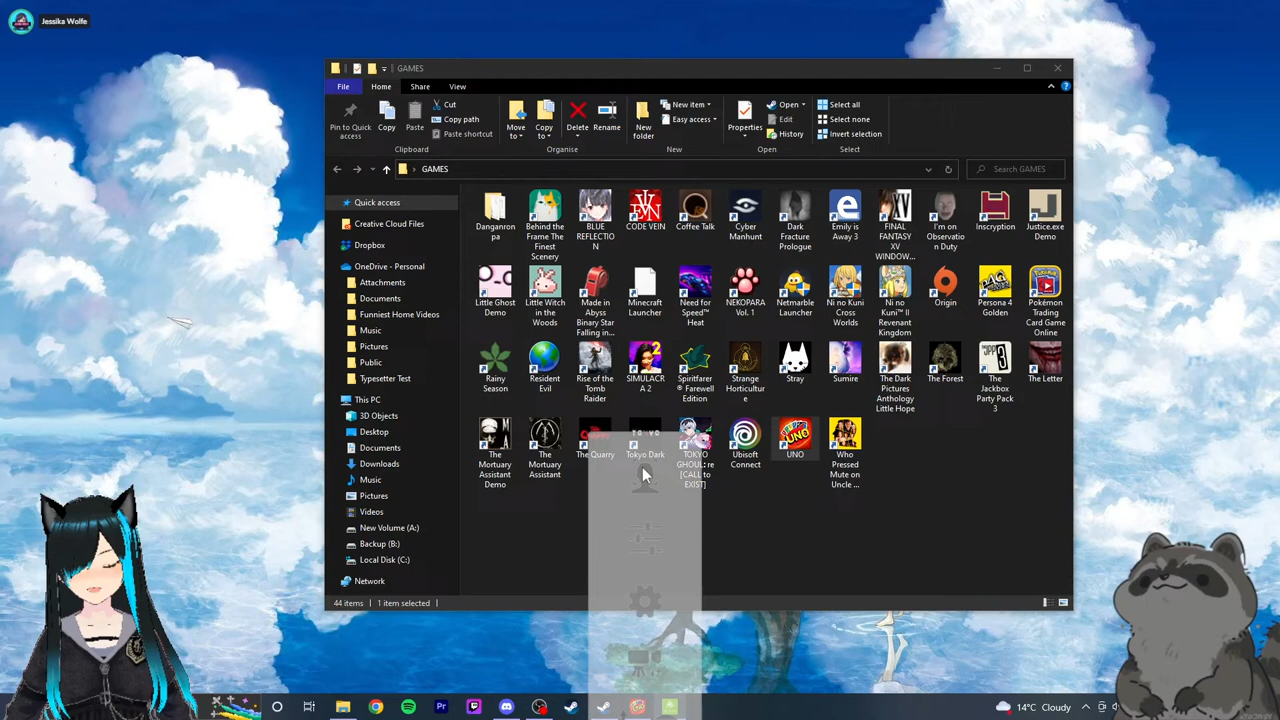 Jessika Wolfe
GAMES
File Home Share View
Pin to Quick access
Copy
Paste
Cut
Copy path
Paste shortcut
Clipboard
Move to
Copy to
Delete
Rename
Organise
New folder
New item
Easy access
New
Properties
Open
Edit
History
Open
Select all
Select none
Invert selection
Select
GAMES
Search GAMES
Quick access
Creative Cloud Files
Dropbox
OneDrive - Personal
Attachments
Documents
Funniest Home Videos
Music
Pictures
Public
Typesetter Test
This PC
3D Objects
Desktop
Documents
Downloads
Music
Pictures
Videos
New Volume (A:)
Backup (B:)
Local Disk (C:)
Network
Danganron
pa
Behind the
Frame The
Finest
Scenery
BLUE
REFLECTIO
N
CODE VEIN
Coffee Talk
Cyber
Manhunt
Dark
Fracture
Prologue
Emily is
Away 3
FINAL
FANTASY
XV
WINDOW...
I'm on
Observatio
n Duty
Inscryption
Justice.exe
Demo
Little Ghost
Demo
Little Witch
in the
Woods
Made in
Abyss
Binary Star
Falling in...
Minecraft
Launcher
Need for
Speed™
Heat
NEKOPARA
Vol. 1
Netmarble
Launcher
Ni no Kuni
Cross
Worlds
Ni no
Kuni™ II
Revenant
Kingdom
Origin
Persona 4
Golden
Pokémon
Trading
Card Game
Online
Rainy
Season
Resident
Evil
Rise of the
Tomb
Raider
SIMULACR
A 2
Spiritfarer
® Farewell
Edition
Strange
Horticultur
e
Stray
Sumire
The Dark
Pictures
Anthology
Little Hope
The Forest
The
Jackbox
Party Pack
3
The Letter
The
Mortuary
Assistant
Demo
The
Mortuary
Assistant
The Quarry
Tokyo Dark
TOKYO
GHOUL: re
[CALL to
EXIST]
Ubisoft
Connect
UNO
Who
Pressed
Mute on
Uncle ...
44 items 1 item selected
14°C Cloudy